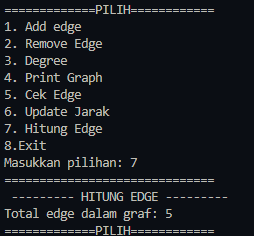 =============PILIH============
1. Add edge
2. Remove Edge
3. Degree
4. Print Graph
5. Cek Edge
6. Update Jarak
7. Hitung Edge
8.Exit
Masukkan pilihan: 7
==============================
 --------- HITUNG EDGE ---------
Total edge dalam graf: 5
=============PILIH============